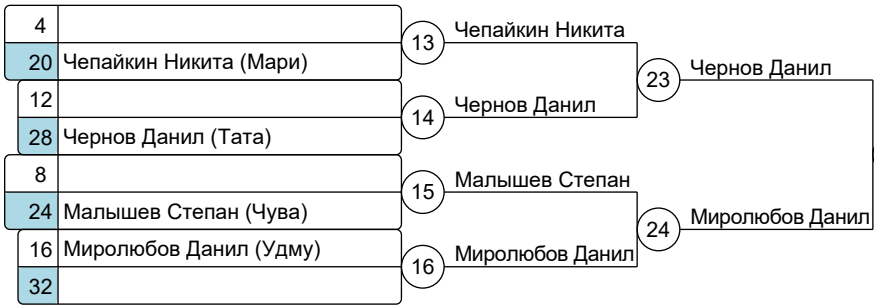 4
20 Чепайкин Никита (Мари)
12
28 Чернов Данил (Тата)
8
24 Малышев Степан (Чува)
16 Миролюбов Данил (Удму)
32
13 Чепайкин Никита
14 Чернов Данил
15 Малышев Степан
16 Миролюбов Данил
23 Чернов Данил
24 Миролюбов Данил